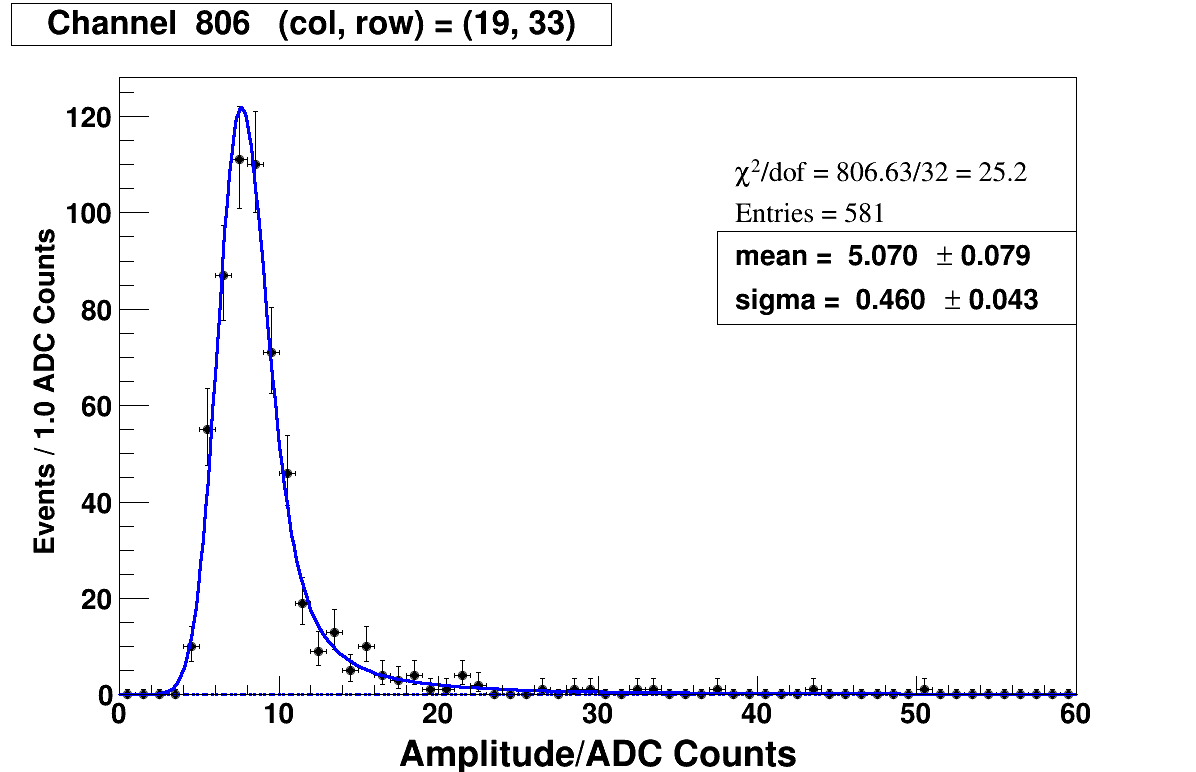 Channel  806   (col, row) = (19, 33)
χ²/dof = 806.63/32 = 25.2
Entries = 581
mean =  5.070  ± 0.079
sigma =  0.460  ± 0.043
Events / 1.0 ADC Counts
120
100
80
60
40
20
0
0 10 20 30 40 50 60
Amplitude/ADC Counts